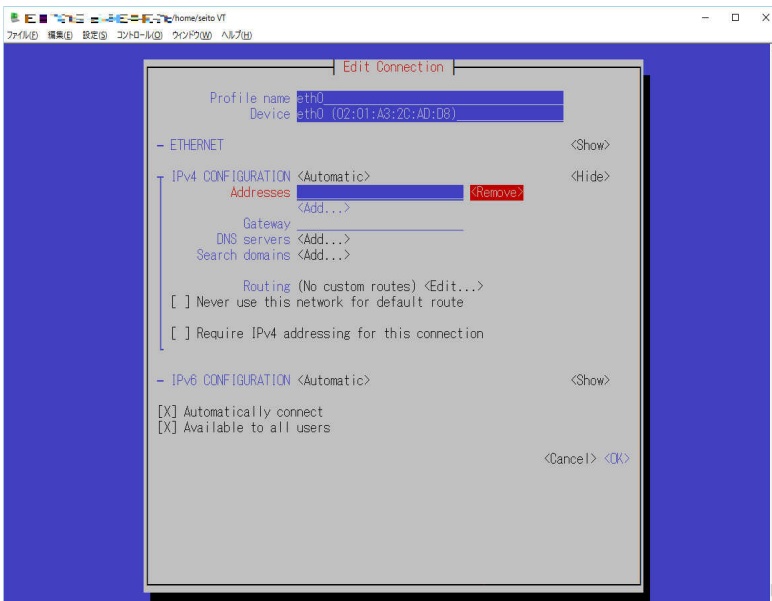 /home/seito VT
ファイル(F) 編集(E) 設定(S) コントロール(O) ウィンドウ(W) ヘルプ(H)
Edit Connection
Profile name eth0
Device eth0 (02:01:A3:2C:AD:D8)
- ETHERNET <Show>
IPv4 CONFIGURATION <Automatic> <Hide>
Addresses <Remove>
<Add...>
Gateway
DNS servers <Add...>
Search domains <Add...>
Routing (No custom routes) <Edit...>
[ ] Never use this network for default route
[ ] Require IPv4 addressing for this connection
- IPv6 CONFIGURATION <Automatic> <Show>
[X] Automatically connect
[X] Available to all users
<Cancel> <OK>